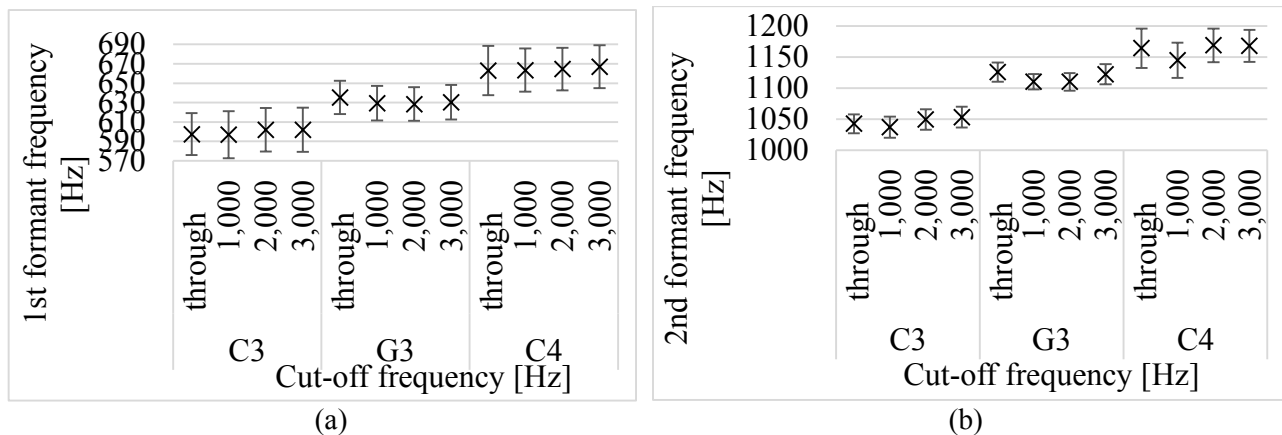 1st formant frequency
[Hz]
690
670
650
630
610
590
570
through
1,000
2,000
3,000
through
1,000
2,000
3,000
through
1,000
2,000
3,000
C3
G3
C4
Cut-off frequency [Hz]
(a)
2nd formant frequency
[Hz]
1200
1150
1100
1050
1000
through
1,000
2,000
3,000
through
1,000
2,000
3,000
through
1,000
2,000
3,000
C3
G3
C4
Cut-off frequency [Hz]
(b)